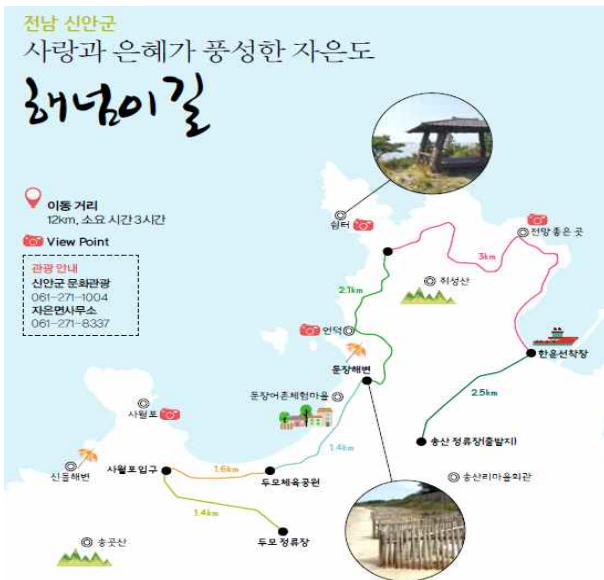 전남 신안군
사랑과 은혜가 풍성한 자은도
해넘이길
이동 거리
12km, 소요 시간 3시간
View Point
관광 안내
신안군 문화관광
061-271-1004
자은면사무소
061-271-8337
쉼터
전망 좋은 곳
3km
2.1km
취성산
언덕
한운선착장
둔장해변
둔장어촌체험마을
2.5km
사월포
1.4km
송산 정류장(출발지)
신돌해변
사월포입구
1.6km
두모체육공원
송산리마을회관
1.4km
송곳산
두모 정류장